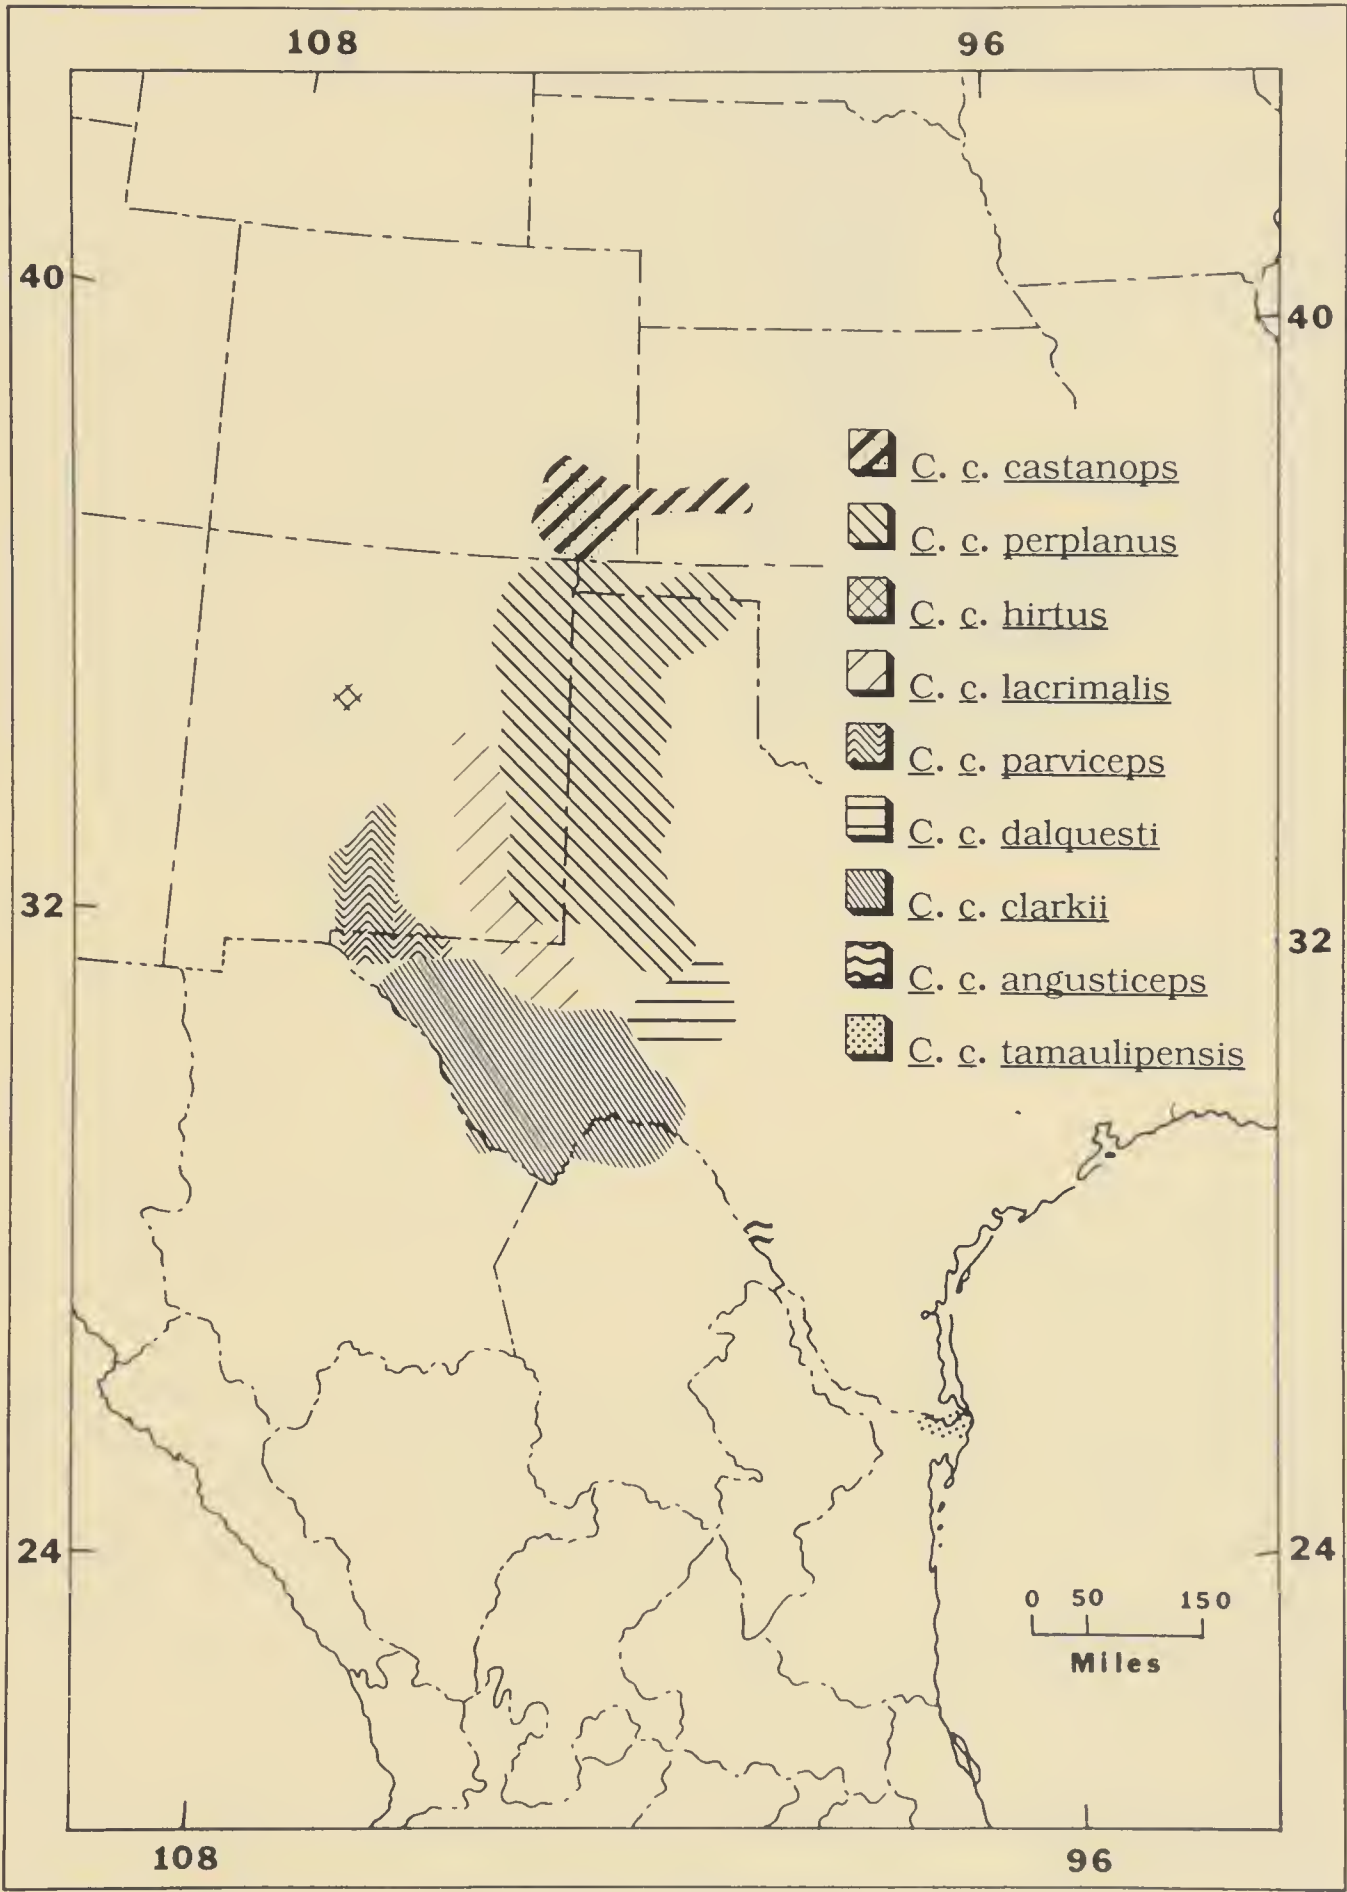 108 96
40
40
C. c. castanops
C. c. perplanus
C. c. hirtus
C. c. lacrimalis
C. c. parviceps
C. c. dalquesti
32
C. c. clarkii
32
C. c. angusticeps
C. c. tamaulipensis
24
24
0 50 150
Miles
108 96